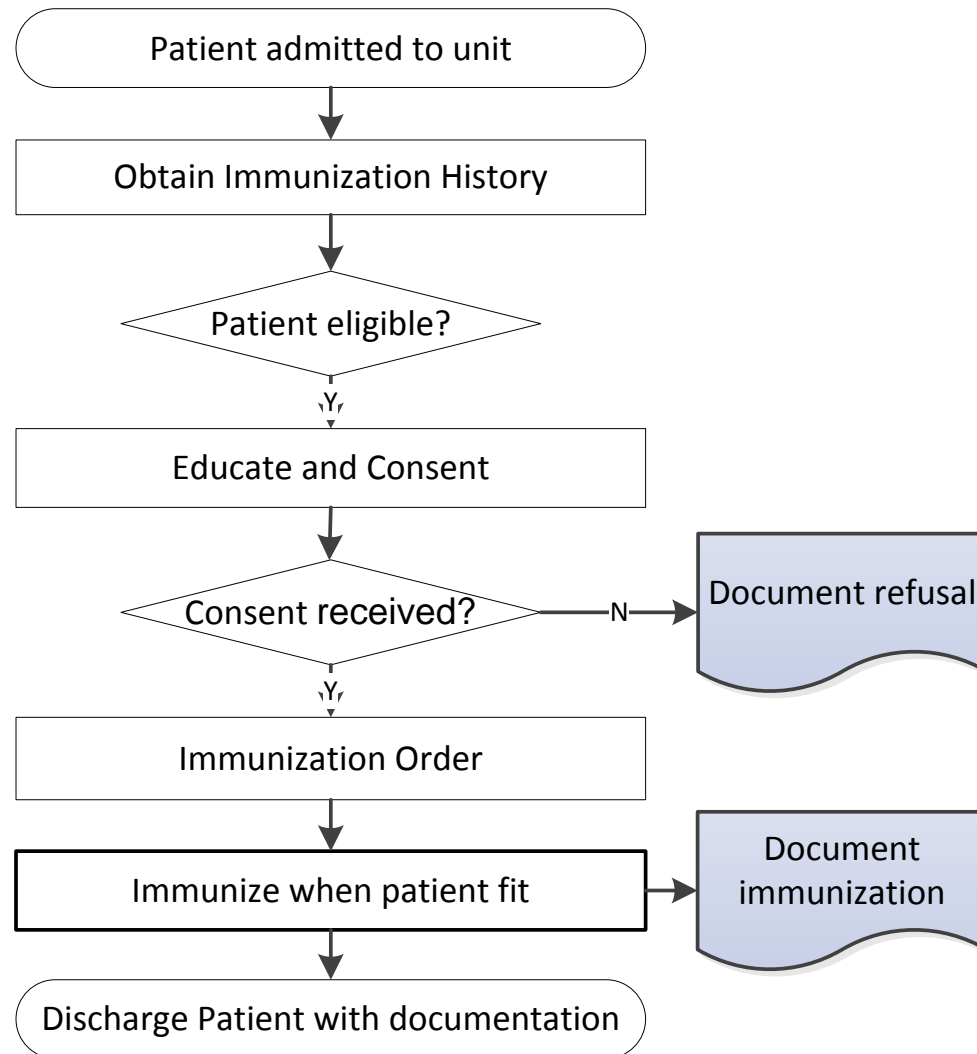 Patient admitted to unit
Obtain Immunization History
Patient eligible?
Y
Educate and Consent
Consent received?
N
Document refusal
Y
Immunization Order
Immunize when patient fit
Document
immunization
Discharge Patient with documentation